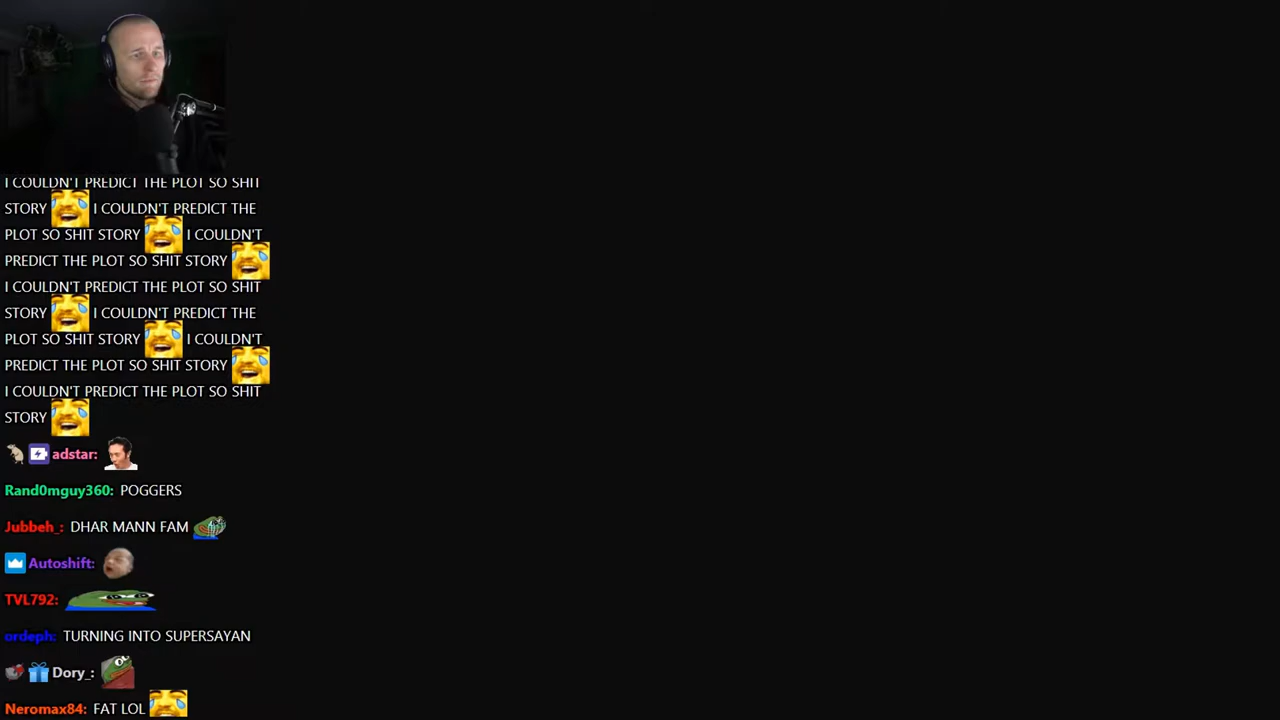 I COULDN'T PREDICT THE PLOT SO SHIT
STORY I COULDN'T PREDICT THE
PLOT SO SHIT STORY I COULDN'T
PREDICT THE PLOT SO SHIT STORY
I COULDN'T PREDICT THE PLOT SO SHIT
STORY I COULDN'T PREDICT THE
PLOT SO SHIT STORY I COULDN'T
PREDICT THE PLOT SO SHIT STORY
I COULDN'T PREDICT THE PLOT SO SHIT
STORY
adstar:
Rand0mguy360: POGGERS
Jubbeh_: DHAR MANN FAM
Autoshift:
TVL792:
ordeph: TURNING INTO SUPERSAYAN
Dory_:
Neromax84: FAT LOL